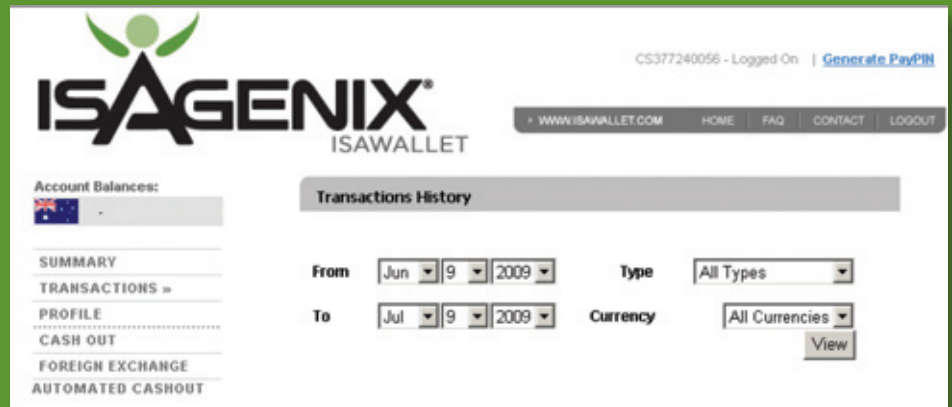 CS377240056 - Logged On | Generate PayPIN
ISAGENIX®
ISAWALLET
WWW.ISAWALLET.COM HOME FAQ CONTACT LOGOUT
Account Balances:
Transactions History
SUMMARY
TRANSACTIONS »
PROFILE
CASH OUT
FOREIGN EXCHANGE
AUTOMATED CASHOUT
From Jun 9 2009 Type All Types
To Jul 9 2009 Currency All Currencies
View